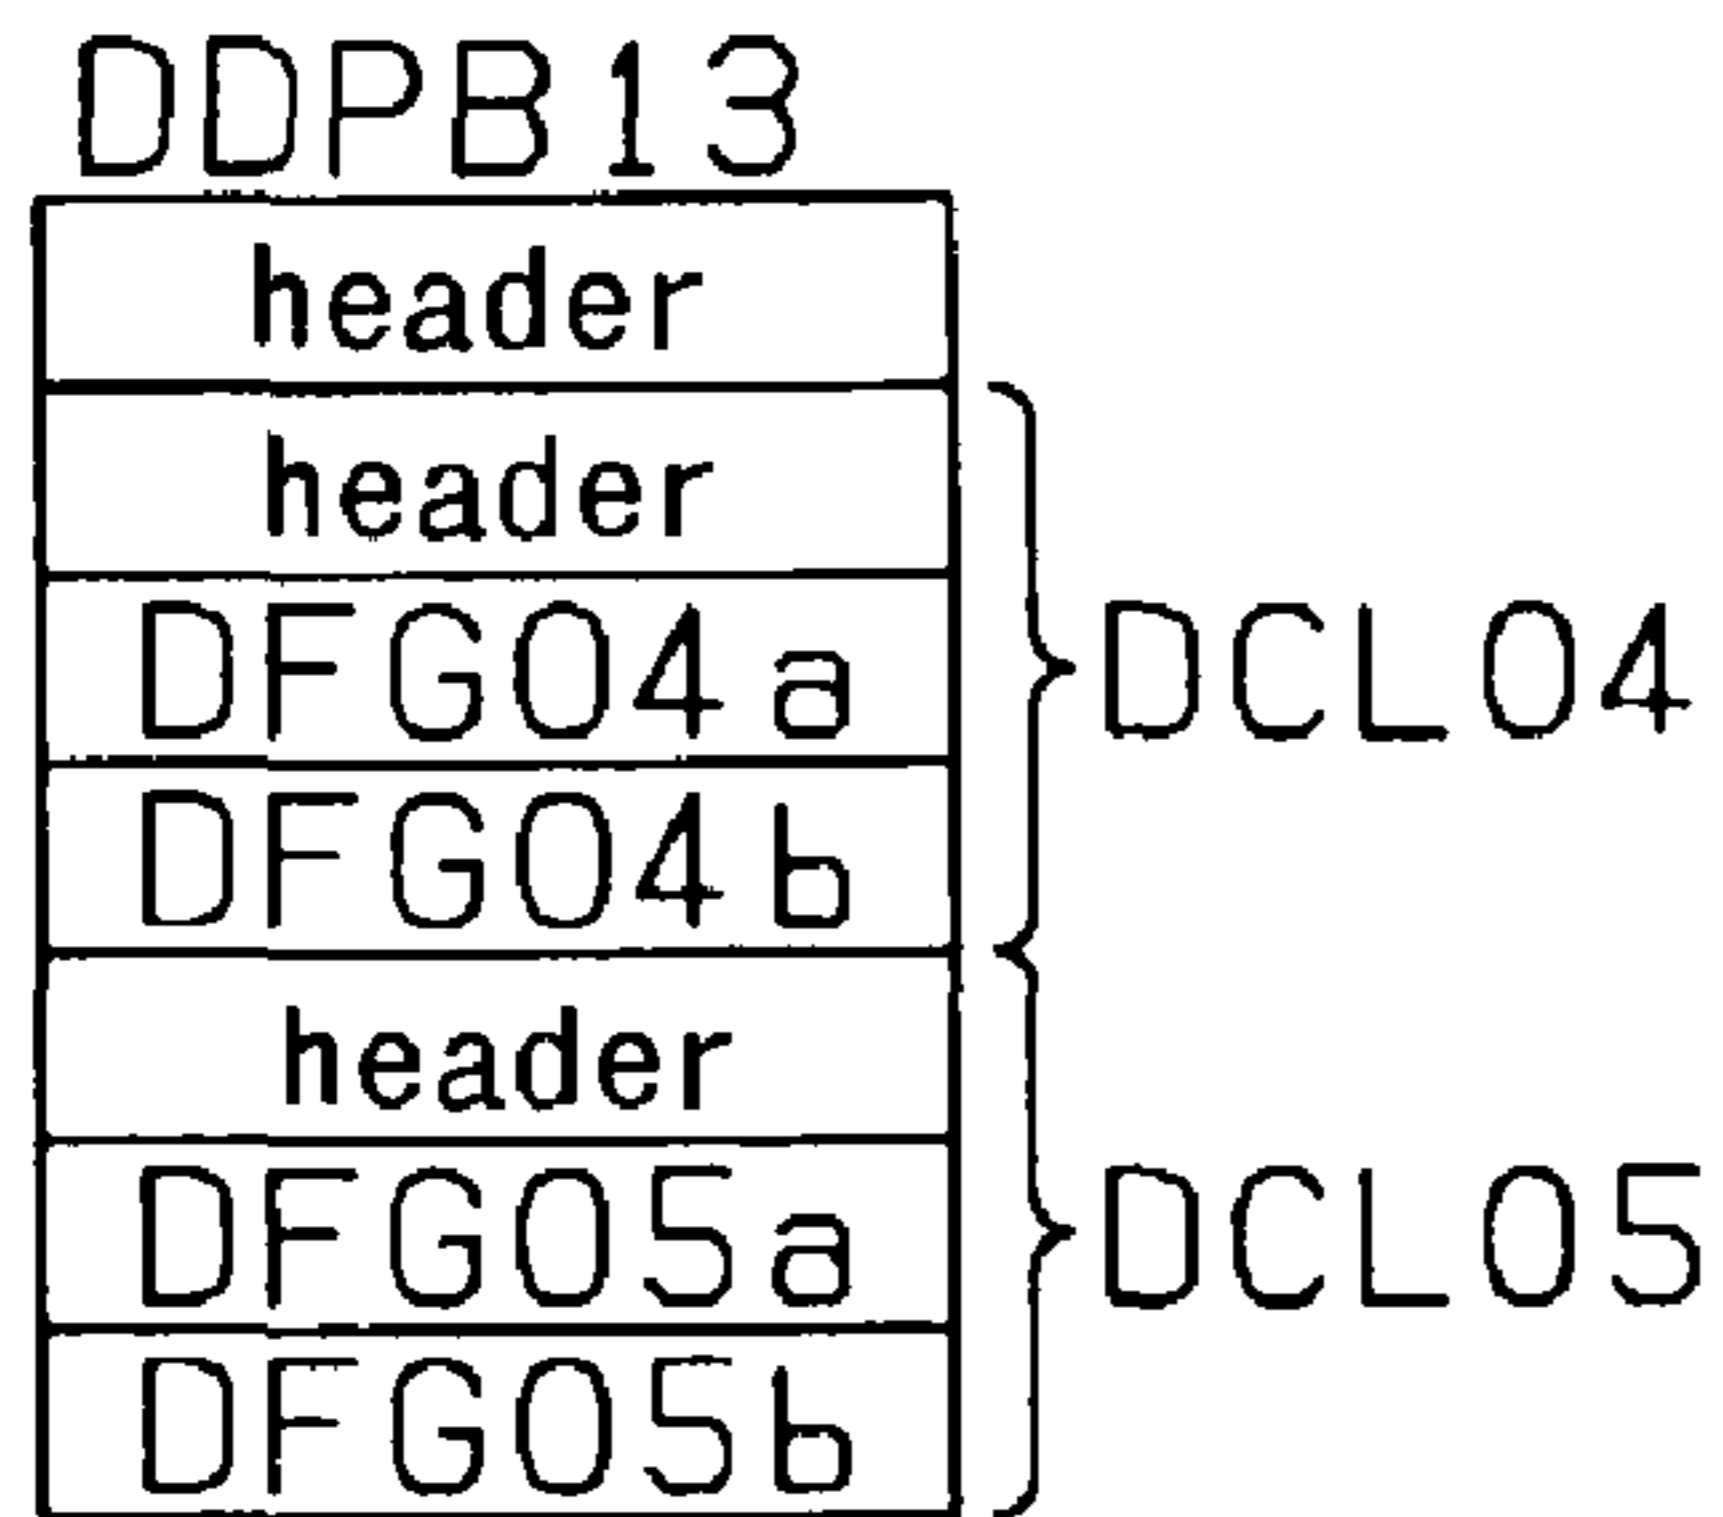 DDPB13
header
header
DFG04a
DCL04
DFG04b
header
DFG05a
DCL05
DFG05b